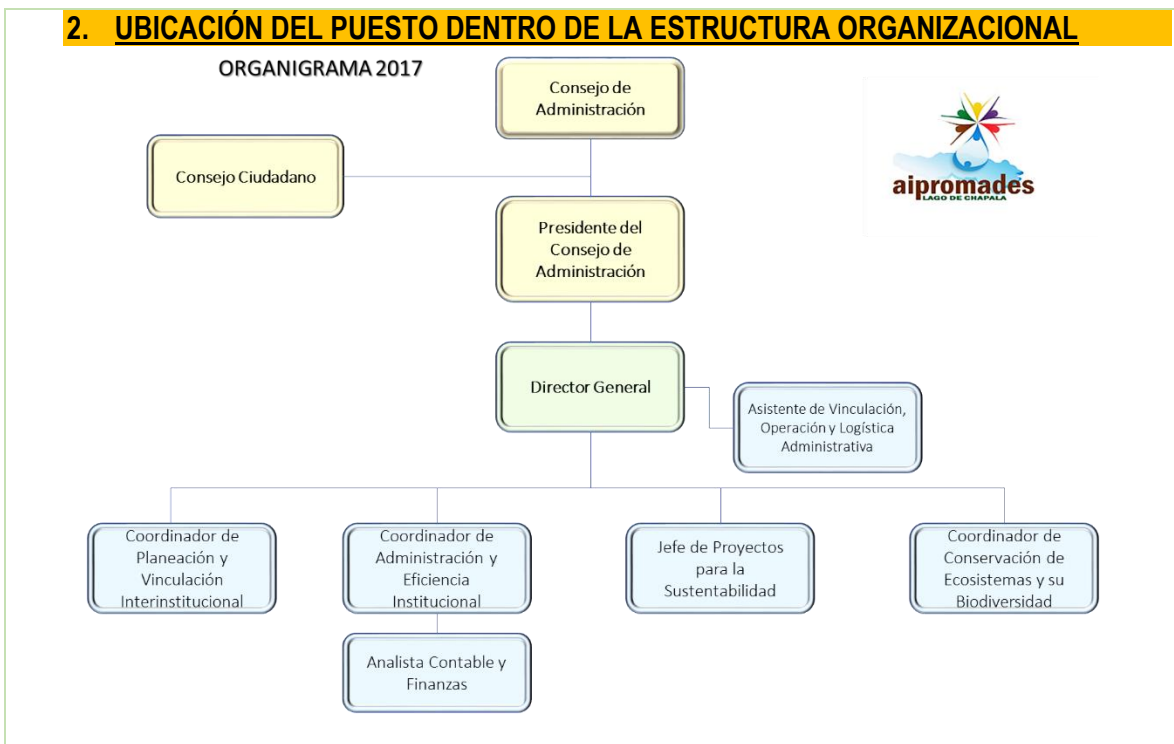 2. UBICACIÓN DEL PUESTO DENTRO DE LA ESTRUCTURA ORGANIZACIONAL
ORGANIGRAMA 2017
Consejo de
Administración
aipromades
LAGO DE CHAPALA
Consejo Ciudadano
Presidente del
Consejo de
Administración
Director General
Asistente de Vinculación,
Operación y Logística
Administrativa
Coordinador de
Planeación y
Vinculación
Interinstitucional
Coordinador de
Administración y
Eficiencia
Institucional
Jefe de Proyectos
para la
Sustentabilidad
Coordinador de
Conservación de
Ecosistemas y su
Biodiversidad
Analista Contable y
Finanzas